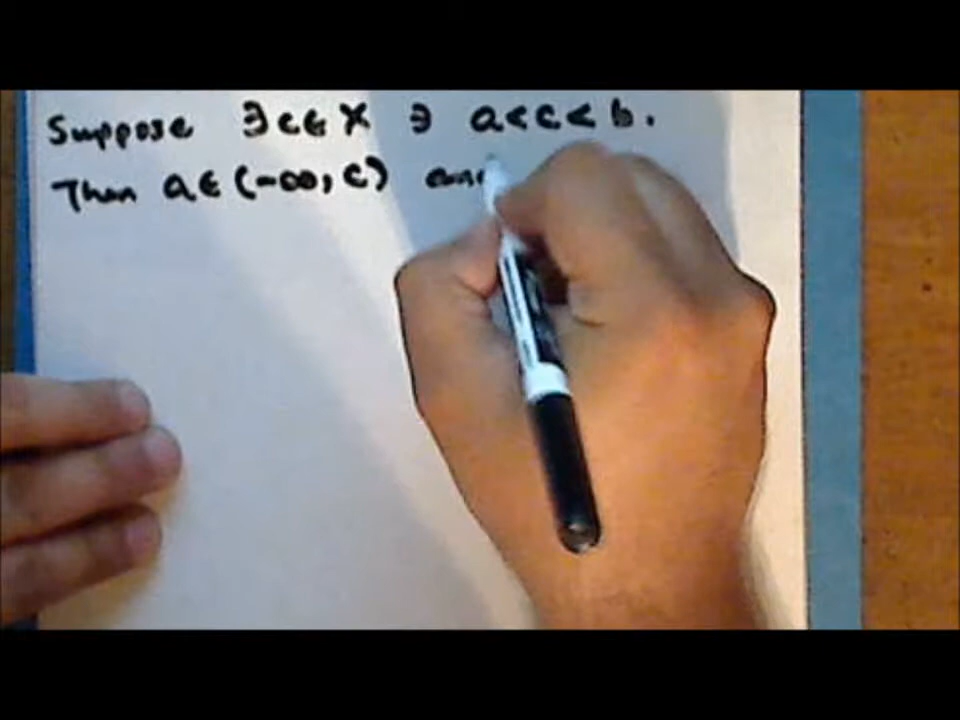 Suppose ∃ c ∈ X ∋ a < c < b.
Then a ∈ (-∞, c)